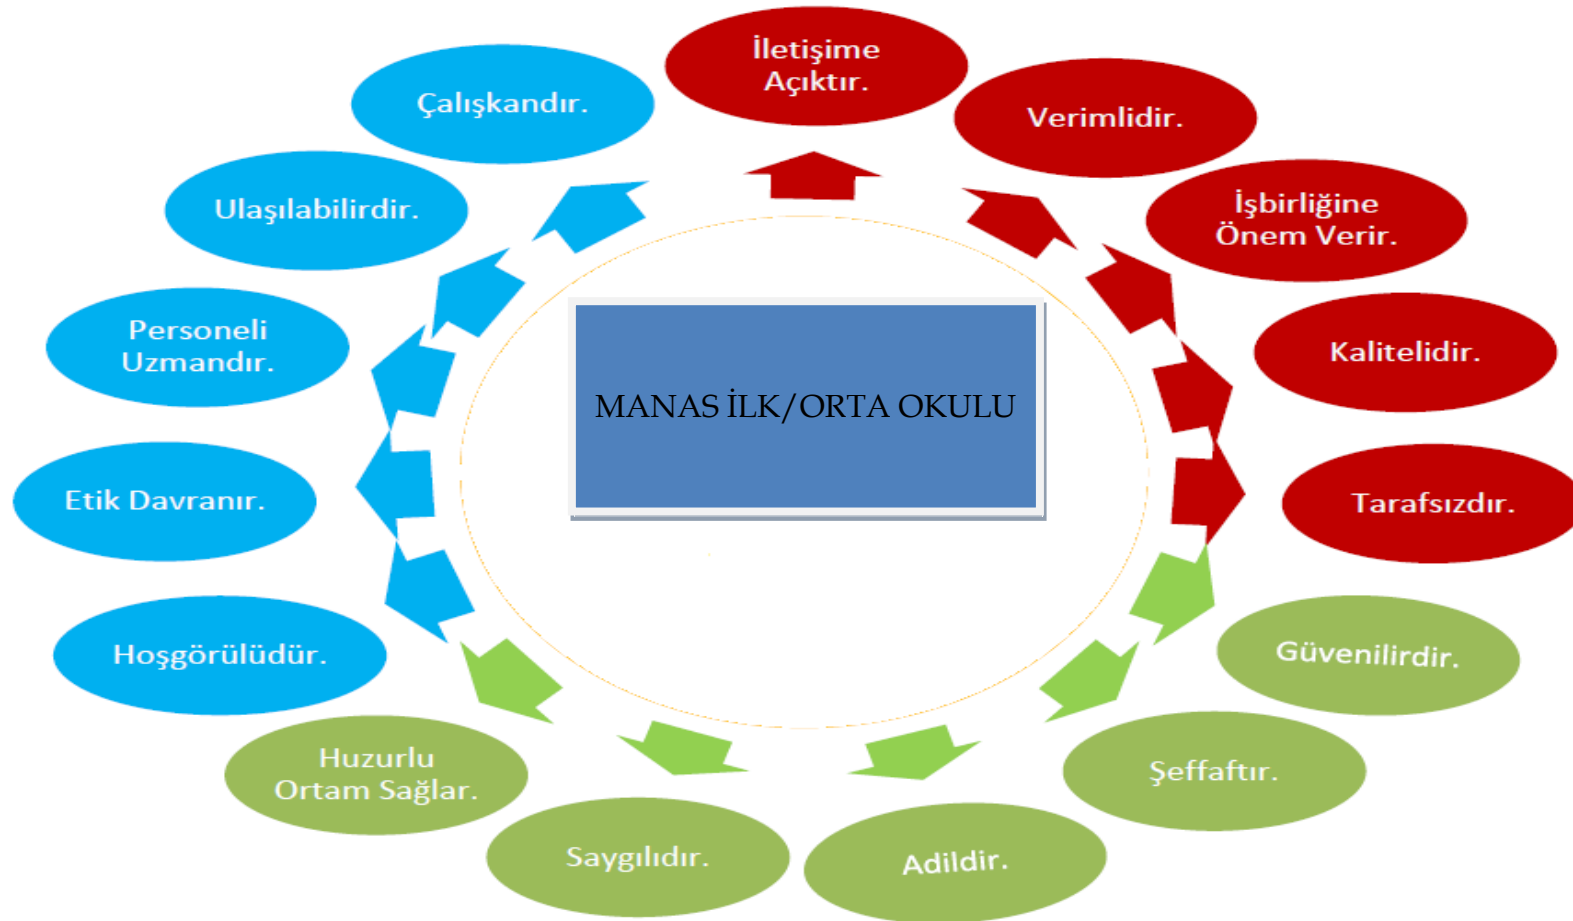 İletişime
Açıktır.
Verimlidir.
İşbirliğine
Önem Verir.
Kalitelidir.
Tarafsızdır.
Güvenilirdir.
Şeffaftır.
Adildir.
Saygılıdır.
Huzurlu
Ortam Sağlar.
Hoşgörülüdür.
Etik Davranır.
Personeli
Uzmandır.
Ulaşılabilirdir.
Çalışkandır.
MANAS İLK/ORTA OKULU